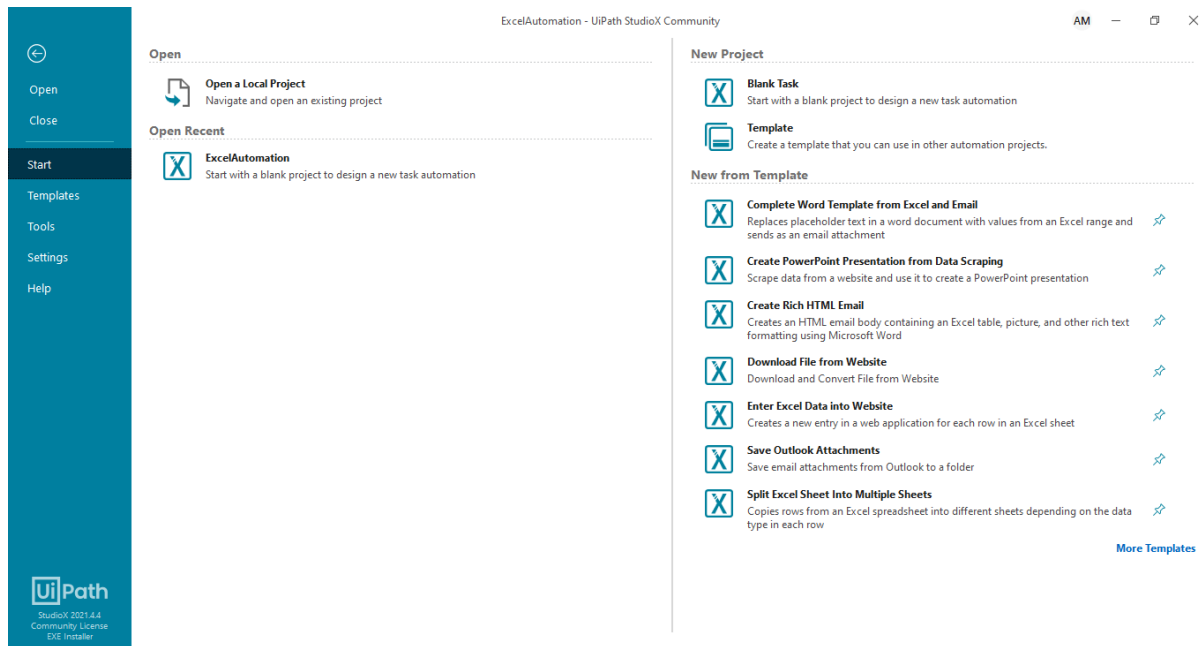 ExcelAutomation - UiPath StudioX Community
AM
Open
Close
Start
Templates
Tools
Settings
Help
UiPath
StudioX 2021.4.4
Community License
EXE Installer
Open
Open a Local Project
Navigate and open an existing project
Open Recent
ExcelAutomation
Start with a blank project to design a new task automation
New Project
Blank Task
Start with a blank project to design a new task automation
Template
Create a template that you can use in other automation projects.
New from Template
Complete Word Template from Excel and Email
Replaces placeholder text in a word document with values from an Excel range and
sends as an email attachment
Create PowerPoint Presentation from Data Scraping
Scrape data from a website and use it to create a PowerPoint presentation
Create Rich HTML Email
Creates an HTML email body containing an Excel table, picture, and other rich text
formatting using Microsoft Word
Download File from Website
Download and Convert File from Website
Enter Excel Data into Website
Creates a new entry in a web application for each row in an Excel sheet
Save Outlook Attachments
Save email attachments from Outlook to a folder
Split Excel Sheet Into Multiple Sheets
Copies rows from an Excel spreadsheet into different sheets depending on the data
type in each row
More Templates